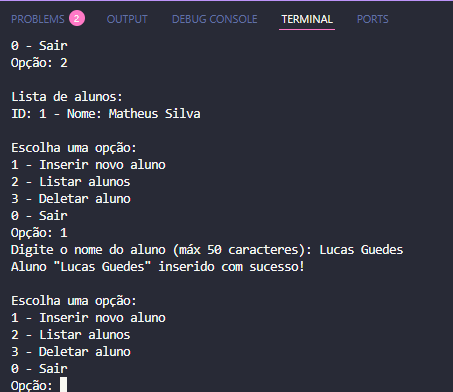 PROBLEMS 2 OUTPUT DEBUG CONSOLE TERMINAL PORTS
0 - Sair
Opção: 2
Lista de alunos:
ID: 1 - Nome: Matheus Silva
Escolha uma opção:
1 - Inserir novo aluno
2 - Listar alunos
3 - Deletar aluno
0 - Sair
Opção: 1
Digite o nome do aluno (máx 50 caracteres): Lucas Guedes
Aluno "Lucas Guedes" inserido com sucesso!
Escolha uma opção:
1 - Inserir novo aluno
2 - Listar alunos
3 - Deletar aluno
0 - Sair
Opção: